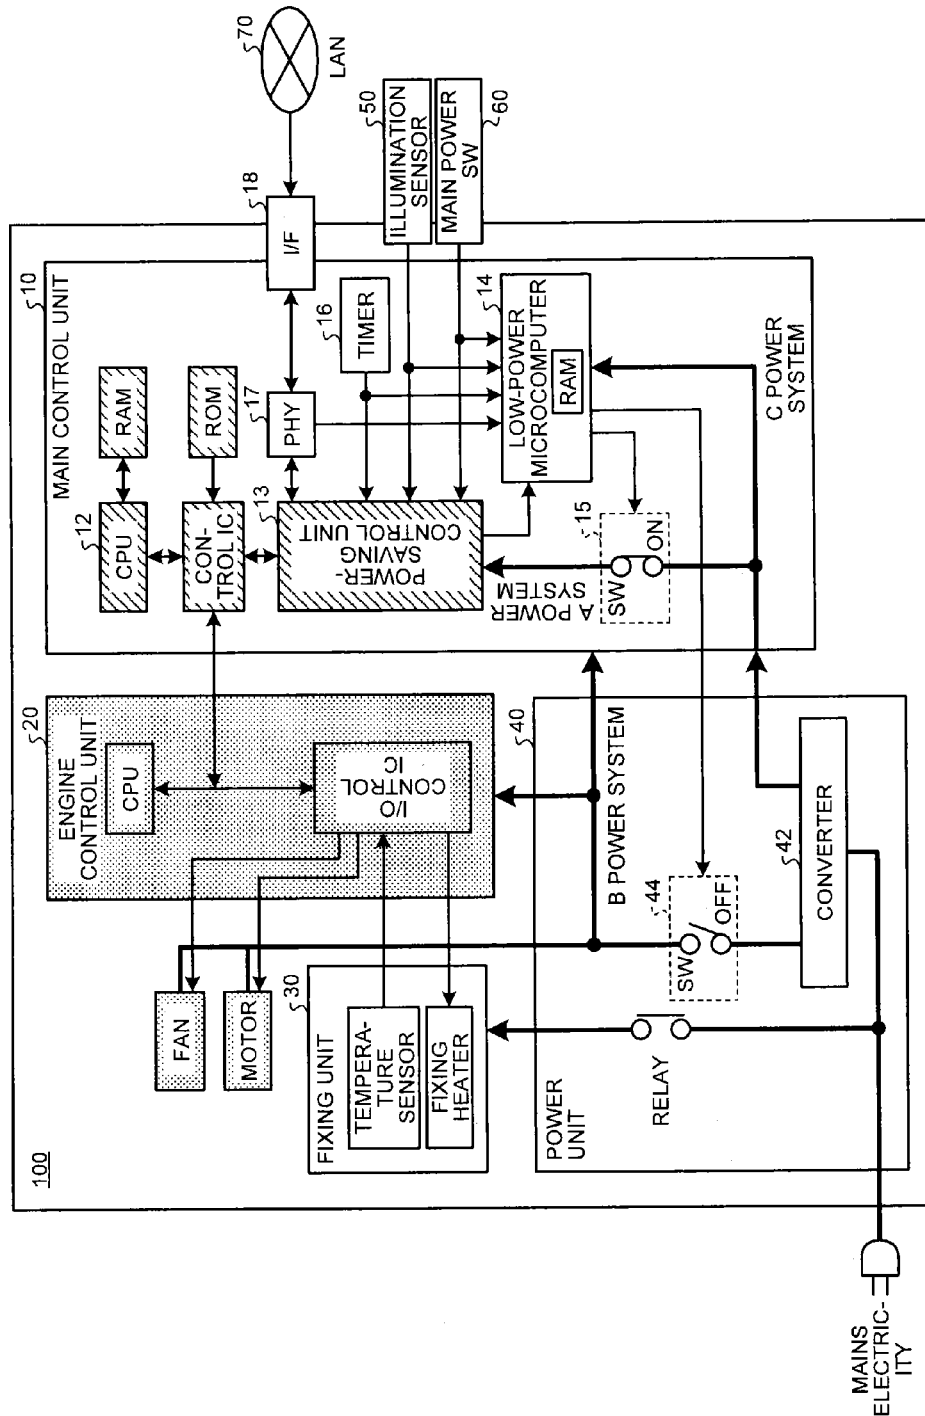 100
MAINS
ELECTRIC-
ITY
POWER
UNIT
40
RELAY
SW
OFF
44
42
CONVERTER
B POWER SYSTEM
FIXING UNIT
30
TEMPERA-
TURE
SENSOR
FIXING
HEATER
FAN
MOTOR
ENGINE
CONTROL UNIT
20
CPU
I/O
CONTROL
IC
MAIN CONTROL UNIT
10
CPU
12
RAM
CON-
TROL IC
ROM
13
POWER-
SAVING
CONTROL UNIT
PHY
17
TIMER
16
I/F
18
LAN
70
ILLUMINATION
SENSOR
50
MAIN POWER
SW
60
LOW-POWER
MICROCOMPUTER
14
RAM
A POWER
SYSTEM
SW
ON
15
C POWER
SYSTEM